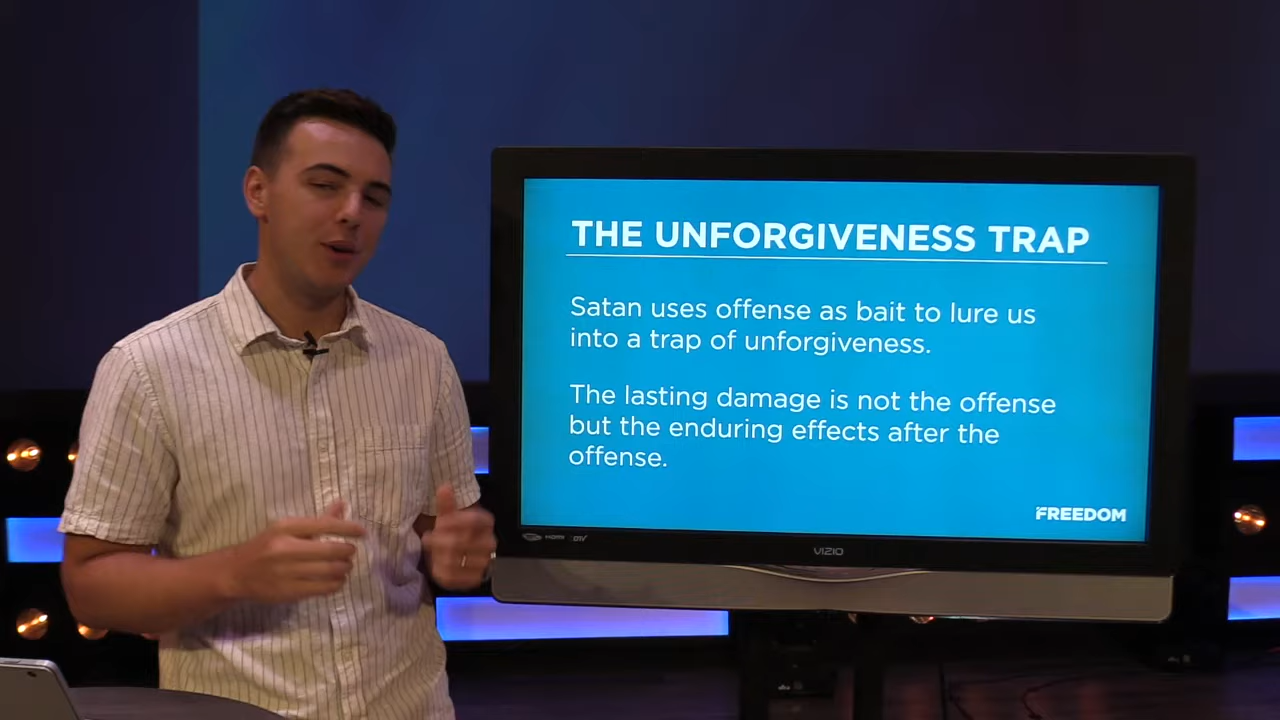 THE UNFORGIVENESS TRAP
Satan uses offense as bait to lure us
into a trap of unforgiveness.
The lasting damage is not the offense
but the enduring effects after the
offense.
FREEDOM
HDMI
VIZIO